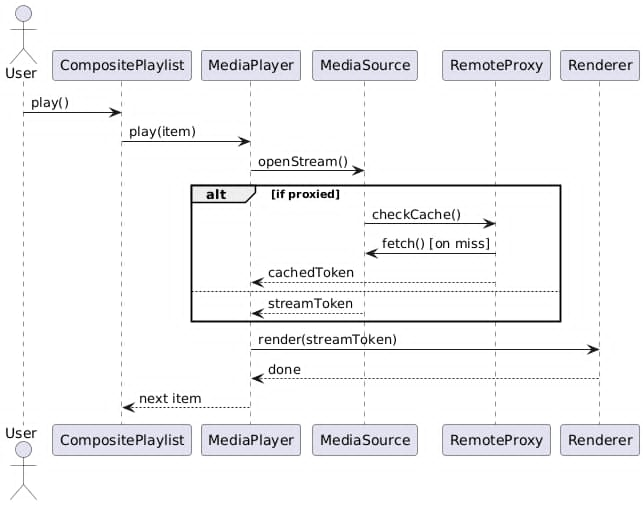 User
CompositePlaylist
MediaPlayer
MediaSource
RemoteProxy
Renderer
play()
play(item)
openStream()
alt
[if proxied]
checkCache()
fetch() [on miss]
cachedToken
streamToken
render(streamToken)
done
next item
User
CompositePlaylist
MediaPlayer
MediaSource
RemoteProxy
Renderer